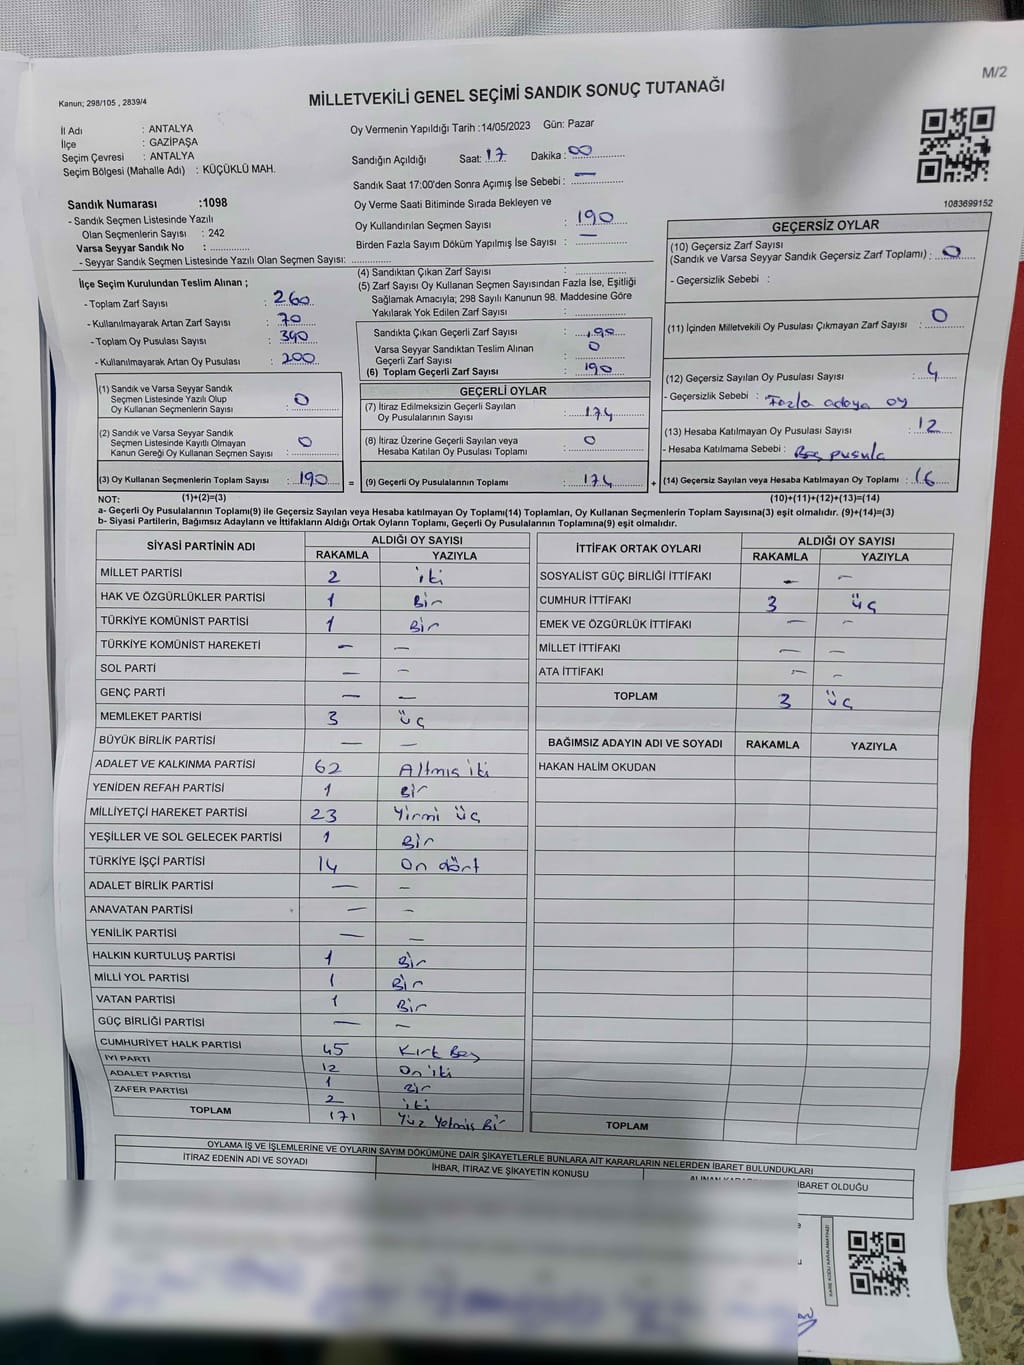 M/2
Kanun; 298/105 , 2839/4
MİLLETVEKİLİ GENEL SEÇİMİ SANDIK SONUÇ TUTANAĞI
İl Adı : ANTALYA
İlçe : GAZİPAŞA
Seçim Çevresi : ANTALYA
Seçim Bölgesi (Mahalle Adı) : KÜÇÜKLÜ MAH.
Sandık Numarası :1098
- Sandık Seçmen Listesinde Yazılı
Olan Seçmenlerin Sayısı : 242
Varsa Seyyar Sandık No :
- Seyyar Sandık Seçmen Listesinde Yazılı Olan Seçmen Sayısı:
Oy Vermenin Yapıldığı Tarih :14/05/2023 Gün: Pazar
Sandığın Açıldığı Saat: 17 Dakika : 00
Sandık Saat 17:00'den Sonra Açımış İse Sebebi : —
Oy Verme Saati Bitiminde Sırada Bekleyen ve
Oy Kullandırılan Seçmen Sayısı : 190
Birden Fazla Sayım Döküm Yapılmış İse Sayısı : —
1083699152
İlçe Seçim Kurulundan Teslim Alınan ;
- Toplam Zarf Sayısı : 260
- Kullanılmayarak Artan Zarf Sayısı : 70
- Toplam Oy Pusulası Sayısı : 390
- Kullanılmayarak Artan Oy Pusulası : 200
(4) Sandıktan Çıkan Zarf Sayısı :
(5) Zarf Sayısı Oy Kullanan Seçmen Sayısından Fazla İse, Eşitliği
Sağlamak Amacıyla; 298 Sayılı Kanunun 98. Maddesine Göre
Yakılarak Yok Edilen Zarf Sayısı :
Sandıkta Çıkan Geçerli Zarf Sayısı : 190
Varsa Seyyar Sandıktan Teslim Alınan
Geçerli Zarf Sayısı : 0
(6) Toplam Geçerli Zarf Sayısı : 190
GEÇERSİZ OYLAR
(10) Geçersiz Zarf Sayısı
(Sandık ve Varsa Seyyar Sandık Geçersiz Zarf Toplamı) : 0
- Geçersizlik Sebebi :
(11) İçinden Milletvekili Oy Pusulası Çıkmayan Zarf Sayısı : 0
(12) Geçersiz Sayılan Oy Pusulası Sayısı : 4
- Geçersizlik Sebebi : Fazla adaya oy
(13) Hesaba Katılmayan Oy Pusulası Sayısı : 12
- Hesaba Katılmama Sebebi : Boş pusula
(1) Sandık ve Varsa Seyyar Sandık
Seçmen Listesinde Yazılı Olup
Oy Kullanan Seçmenlerin Sayısı : 0
(2) Sandık ve Varsa Seyyar Sandık
Seçmen Listesinde Kayıtlı Olmayan
Kanun Gereği Oy Kullanan Seçmen Sayısı : 0
GEÇERLİ OYLAR
(7) İtiraz Edilmeksizin Geçerli Sayılan
Oy Pusulalarının Sayısı : 174
(8) İtiraz Üzerine Geçerli Sayılan veya
Hesaba Katılan Oy Pusulası Toplamı : 0
(3) Oy Kullanan Seçmenlerin Toplam Sayısı : 190 = (9) Geçerli Oy Pusulalarının Toplamı : 174 + (14) Geçersiz Sayılan veya Hesaba Katılmayan Oy Toplamı : 16
NOT: (1)+(2)=(3) (10)+(11)+(12)+(13)=(14)
a- Geçerli Oy Pusulalarının Toplamı(9) ile Geçersiz Sayılan veya Hesaba katılmayan Oy Toplamı(14) Toplamları, Oy Kullanan Seçmenlerin Toplam Sayısına(3) eşit olmalıdır. (9)+(14)=(3)
b- Siyasi Partilerin, Bağımsız Adayların ve İttifakların Aldığı Ortak Oyların Toplamı, Geçerli Oy Pusulalarının Toplamına(9) eşit olmalıdır.
SİYASİ PARTİNİN ADI ALDIĞI OY SAYISI
RAKAMLA YAZIYLA
MİLLET PARTİSİ 2 iki
HAK VE ÖZGÜRLÜKLER PARTİSİ 1 Bir
TÜRKİYE KOMÜNİST PARTİSİ 1 Bir
TÜRKİYE KOMÜNİST HAREKETİ — —
SOL PARTİ — —
GENÇ PARTİ — —
MEMLEKET PARTİSİ 3 üç
BÜYÜK BİRLİK PARTİSİ — —
ADALET VE KALKINMA PARTİSİ 62 Altmış iki
YENİDEN REFAH PARTİSİ 1 Bir
MİLLİYETÇİ HAREKET PARTİSİ 23 Yirmi üç
YEŞİLLER VE SOL GELECEK PARTİSİ 1 Bir
TÜRKİYE İŞÇİ PARTİSİ 14 On dört
ADALET BİRLİK PARTİSİ — —
ANAVATAN PARTİSİ — —
YENİLİK PARTİSİ — —
HALKIN KURTULUŞ PARTİSİ 1 Bir
MİLLİ YOL PARTİSİ 1 Bir
VATAN PARTİSİ 1 Bir
GÜÇ BİRLİĞİ PARTİSİ — —
CUMHURİYET HALK PARTİSİ 45 Kırk Beş
İYİ PARTİ 12 On iki
ADALET PARTİSİ 1 Bir
ZAFER PARTİSİ 2 iki
TOPLAM 171 Yüz Yetmiş Bir
İTTİFAK ORTAK OYLARI ALDIĞI OY SAYISI
RAKAMLA YAZIYLA
SOSYALİST GÜÇ BİRLİĞİ İTTİFAKI — —
CUMHUR İTTİFAKI 3 üç
EMEK VE ÖZGÜRLÜK İTTİFAKI — —
MİLLET İTTİFAKI — —
ATA İTTİFAKI — —
TOPLAM 3 üç
BAĞIMSIZ ADAYIN ADI VE SOYADI RAKAMLA YAZIYLA
HAKAN HALİM OKUDAN
TOPLAM
OYLAMA İŞ VE İŞLEMLERİNE VE OYLARIN SAYIM DÖKÜMÜNE DAİR ŞİKAYETLERLE BUNLARA AİT KARARLARIN NELERDEN İBARET BULUNDUKLARI
İTİRAZ EDENİN ADI VE SOYADI İHBAR, İTİRAZ VE ŞİKAYETİN KONUSU İBARET OLDUĞU